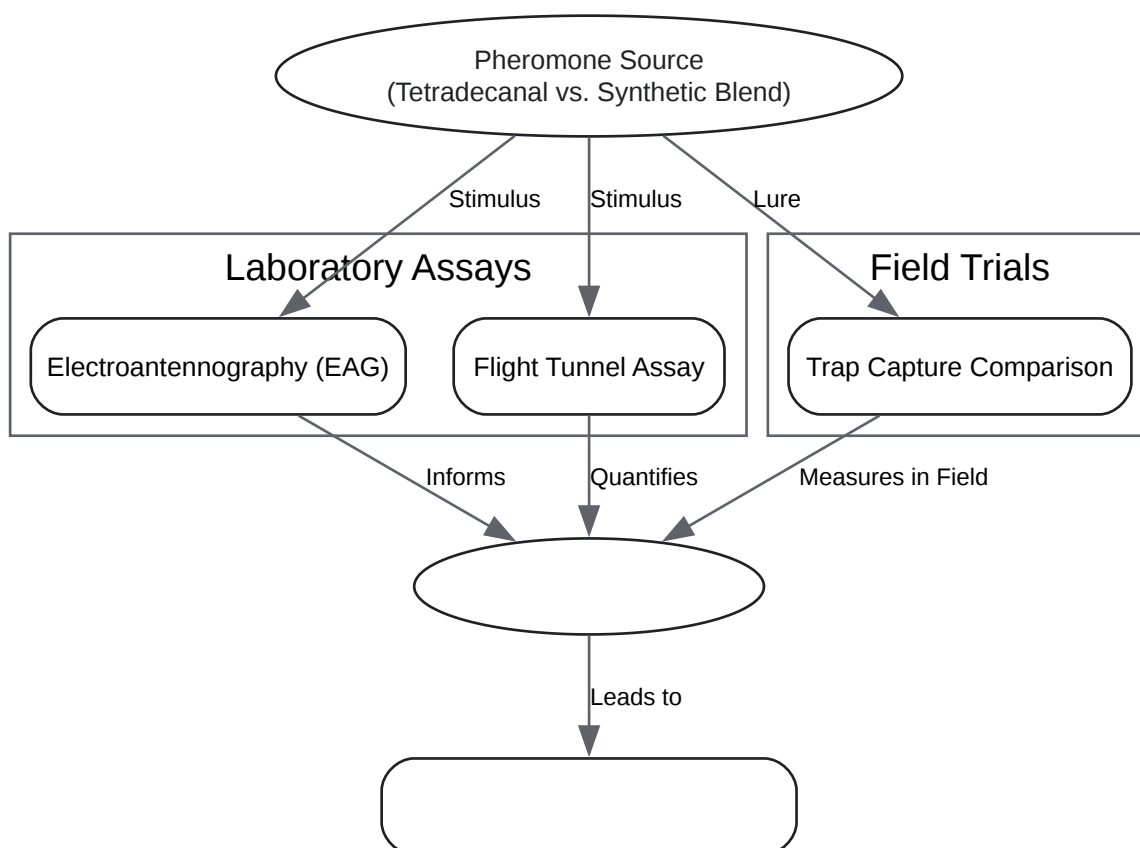 Pheromone Source
(Tetradecanal vs. Synthetic Blend)
Stimulus
Stimulus
Lure
Laboratory Assays
Field Trials
Electroantennography (EAG)
Flight Tunnel Assay
Trap Capture Comparison
Informs
Quantifies
Measures in Field
Leads to